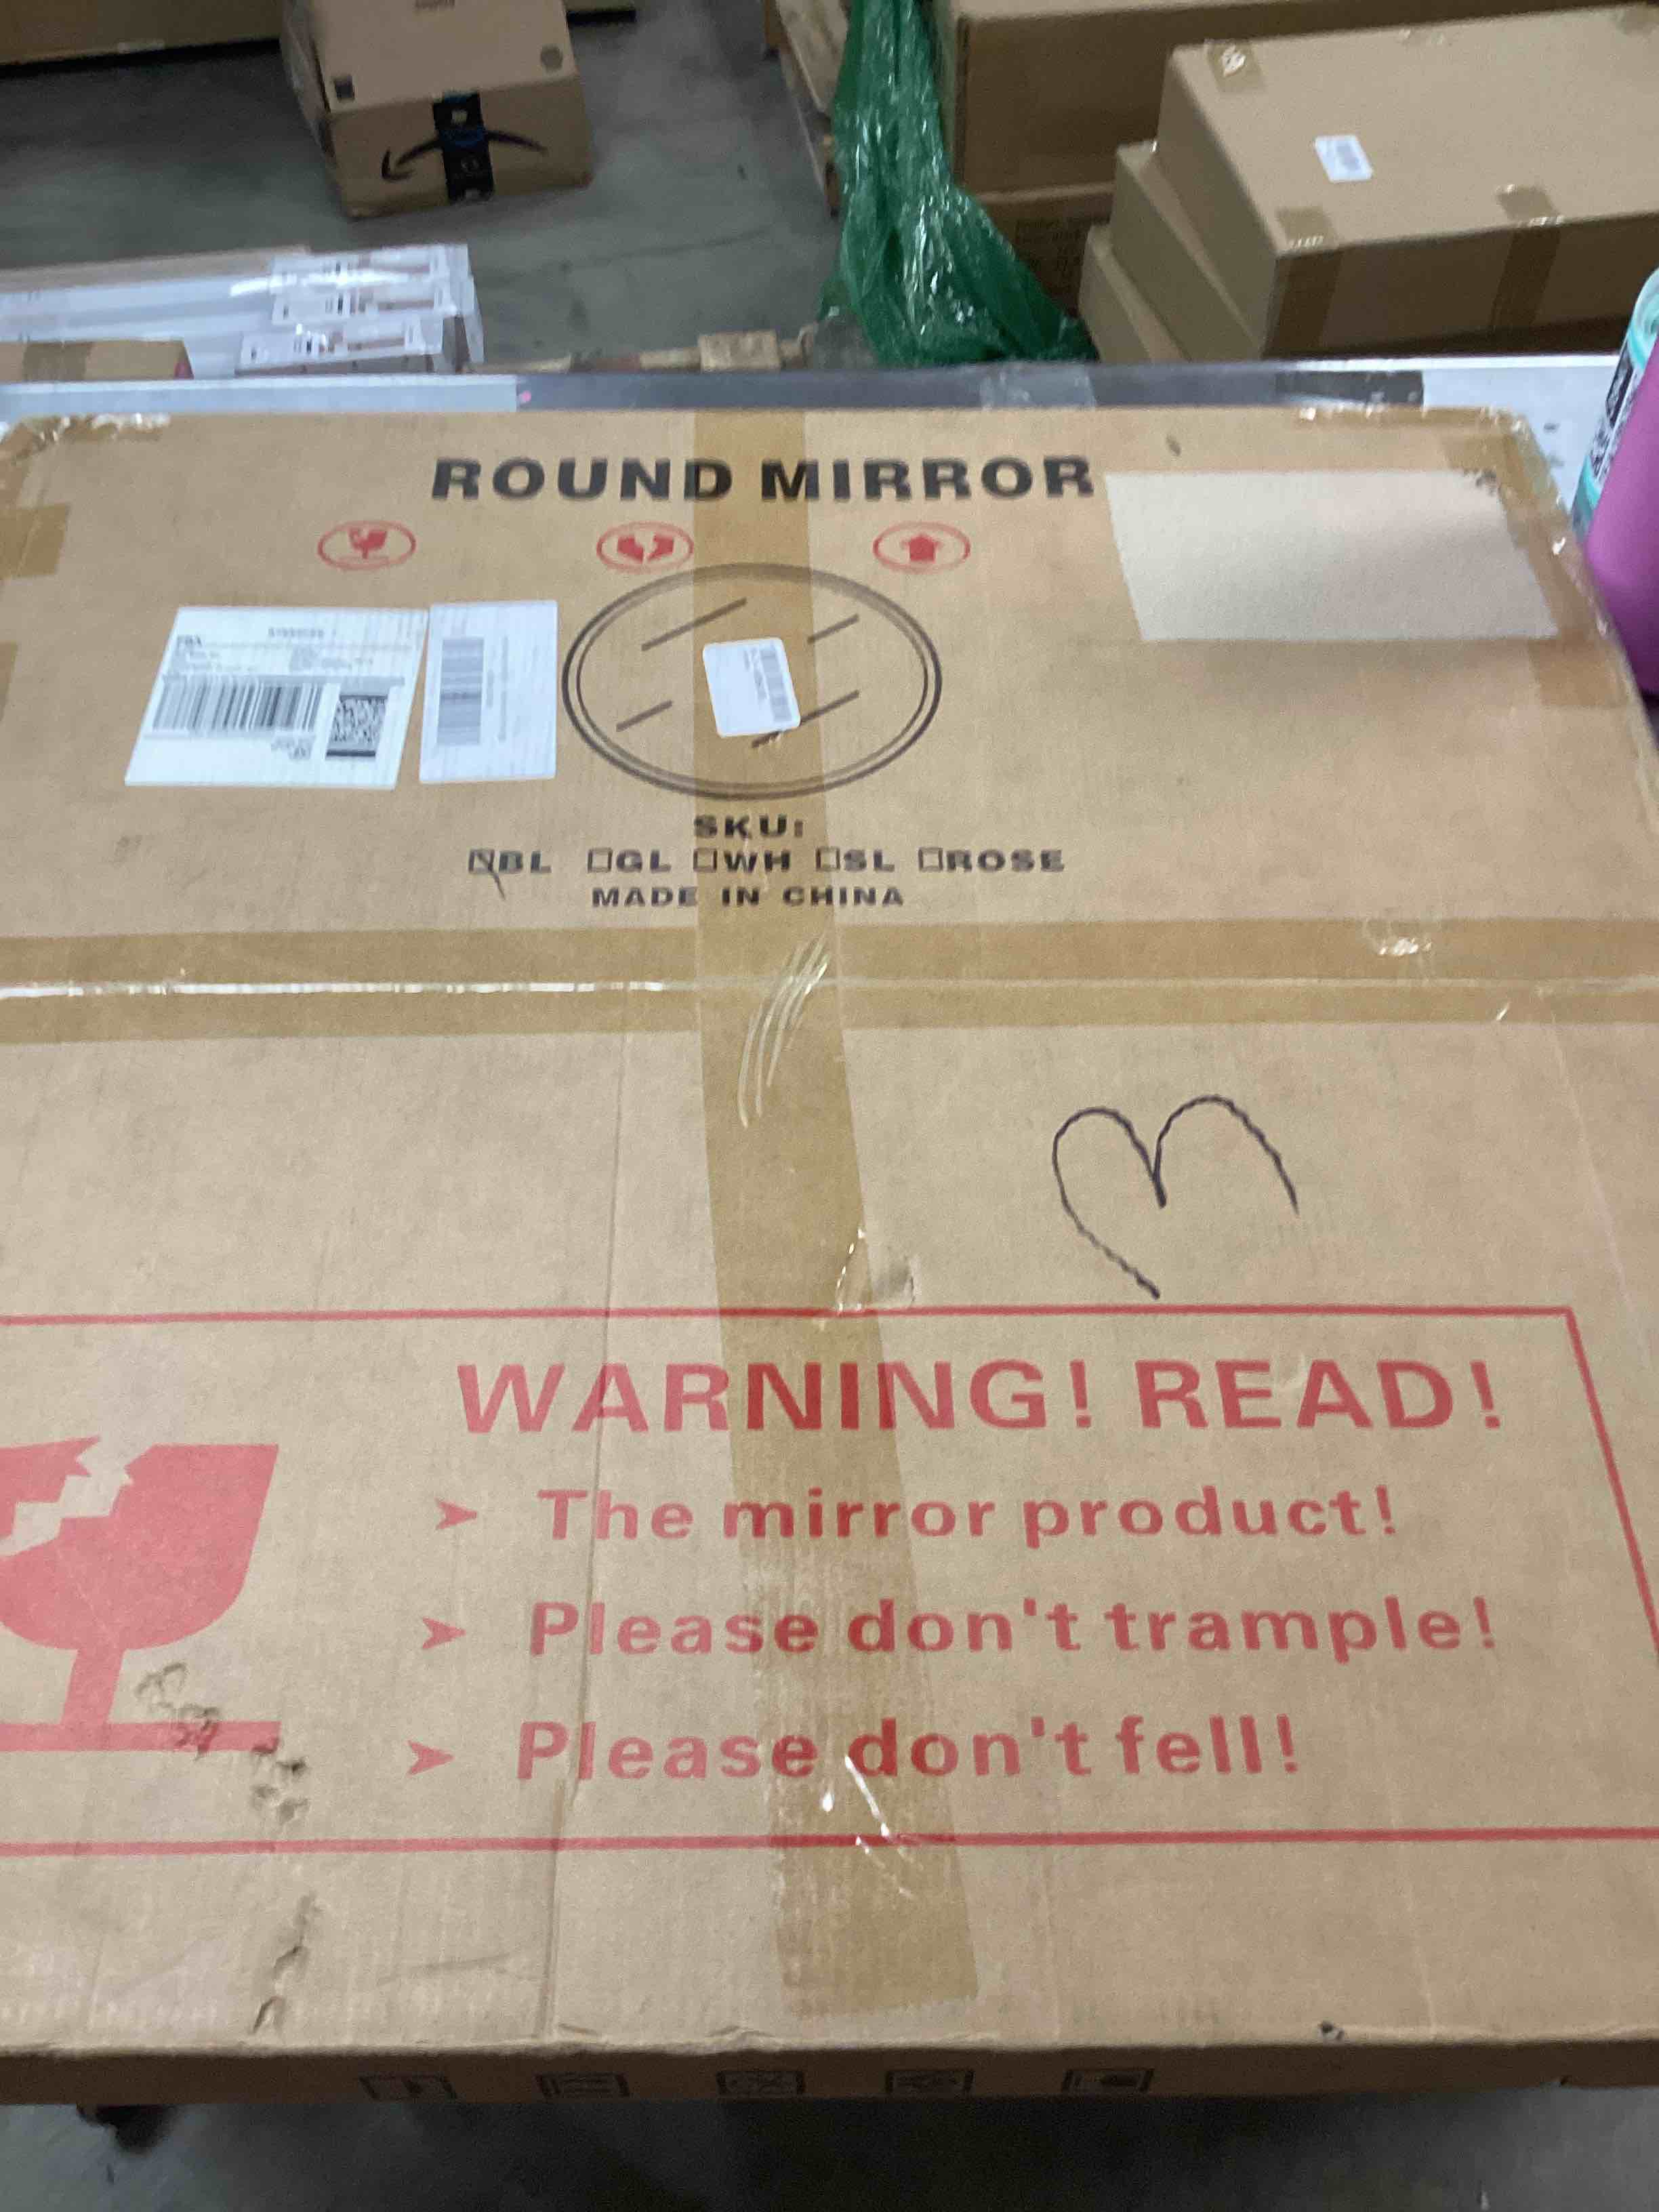 ROUND MIRROR
FBA
SKU:
BL GL WH SL ROSE
MADE IN CHINA
WARNING! READ!
The mirror product!
Please don't trample!
Please don't fell!